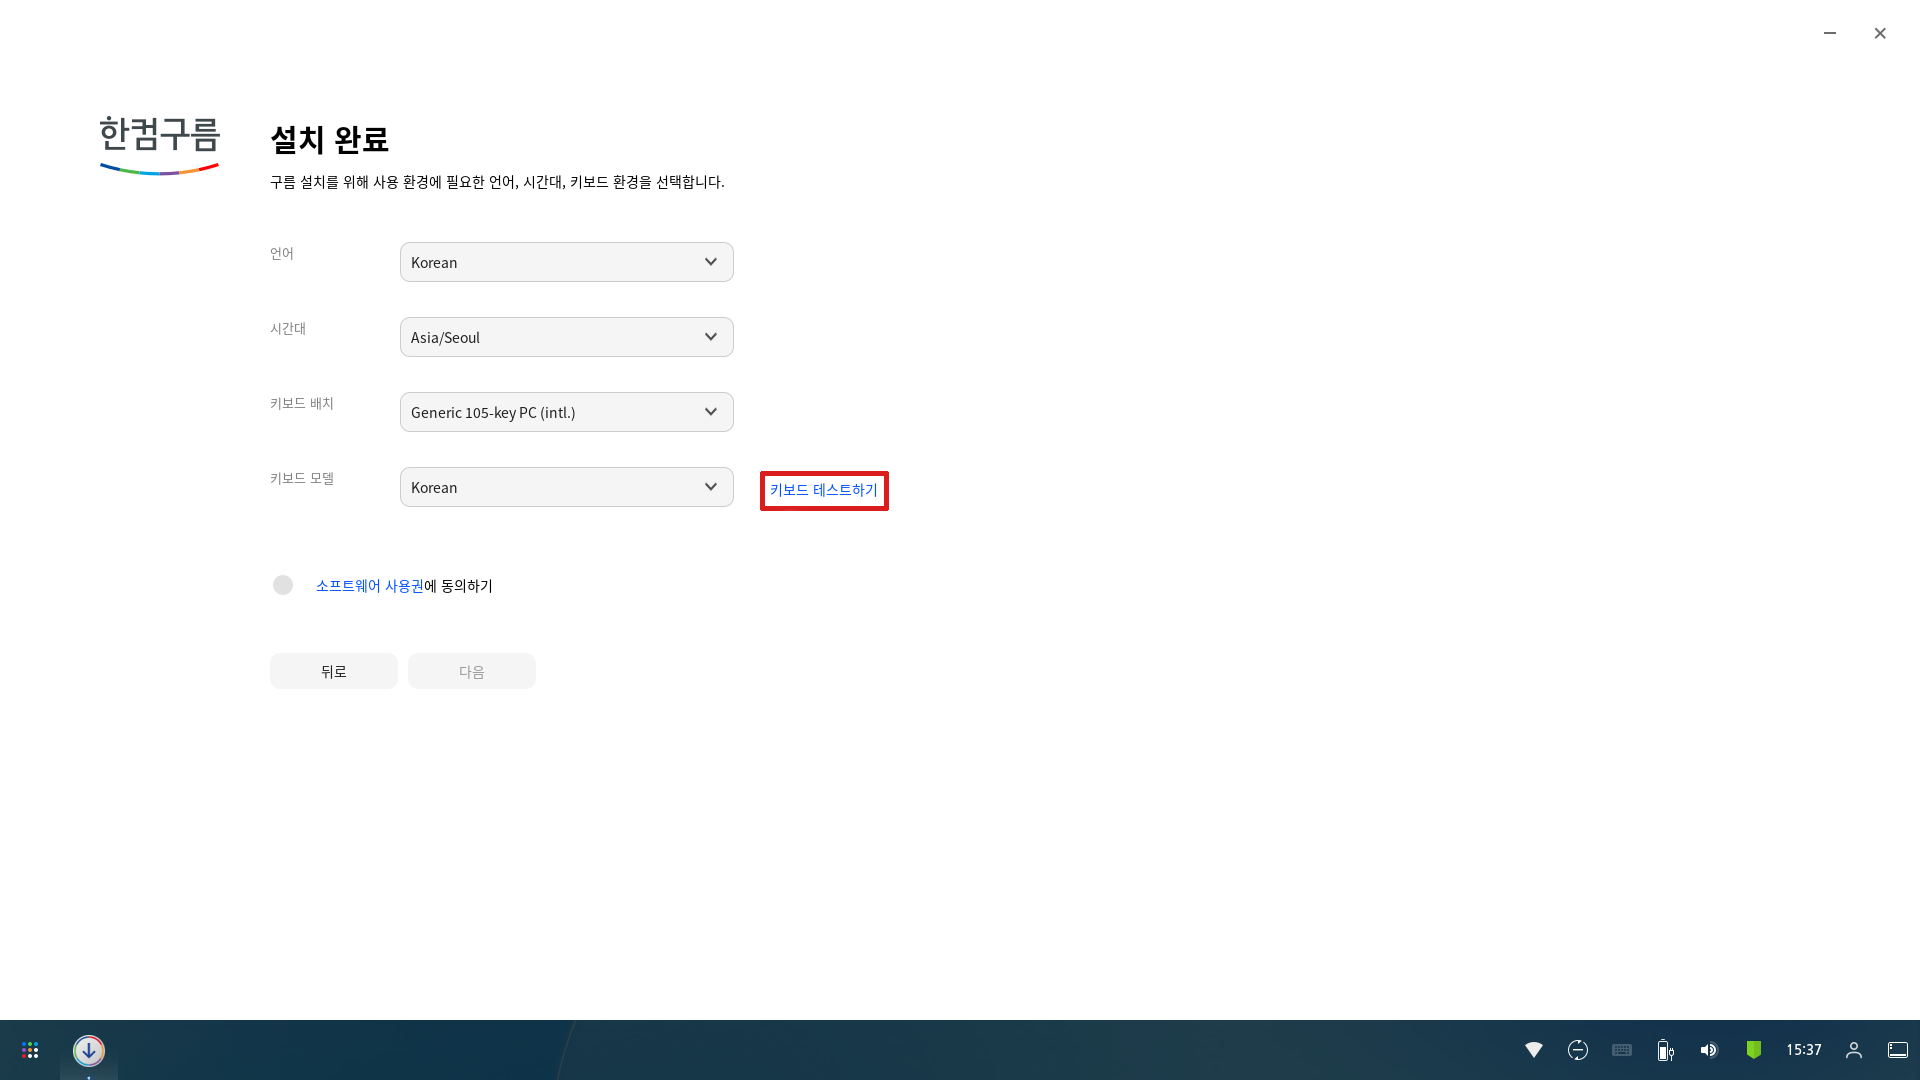 한컴구름
설치 완료
구름 설치를 위해 사용 환경에 필요한 언어, 시간대, 키보드 환경을 선택합니다.
언어
Korean
시간대
Asia/Seoul
키보드 배치
Generic 105-key PC (intl.)
키보드 모델
Korean
키보드 테스트하기
소프트웨어 사용권에 동의하기
뒤로
다음
15:37